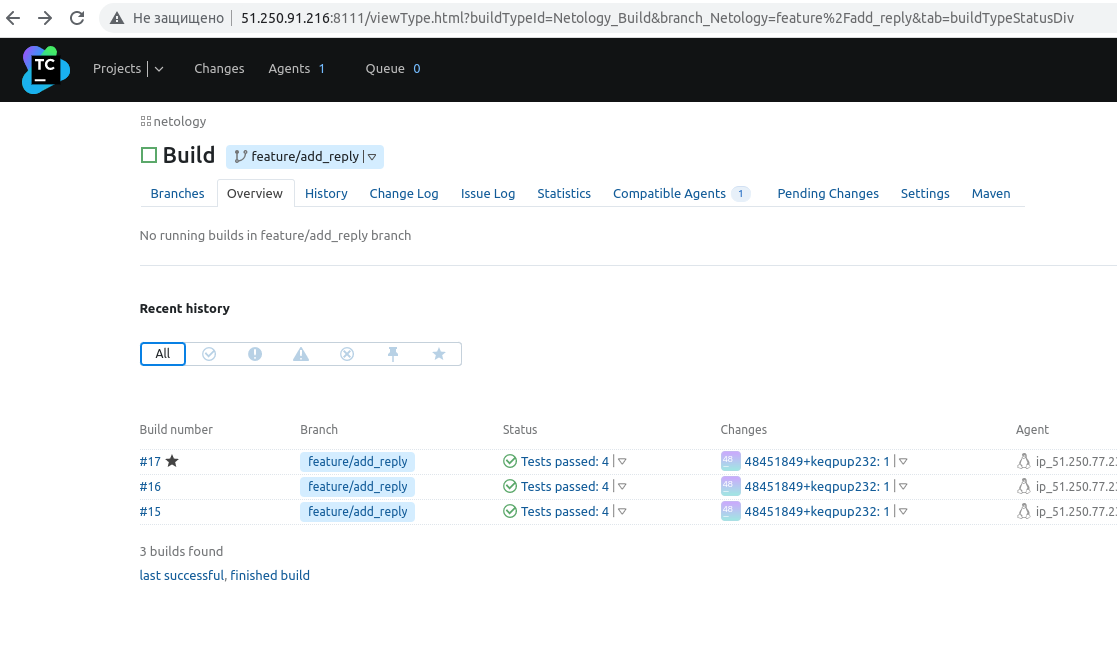 Не защищено 51.250.91.216:8111/viewType.html?buildTypeId=Netology_Build&branch_Netology=feature%2Fadd_reply&tab=buildTypeStatusDiv
TC Projects Changes Agents 1 Queue 0
netology
Build feature/add_reply
Branches Overview History Change Log Issue Log Statistics Compatible Agents 1 Pending Changes Settings Maven
No running builds in feature/add_reply branch
Recent history
All
Build number Branch Status Changes Agent
#17 feature/add_reply Tests passed: 4 48 48451849+keqpup232: 1 ip_51.250.77.2
#16 feature/add_reply Tests passed: 4 48 48451849+keqpup232: 1 ip_51.250.77.2
#15 feature/add_reply Tests passed: 4 48 48451849+keqpup232: 1 ip_51.250.77.2
3 builds found
last successful, finished build